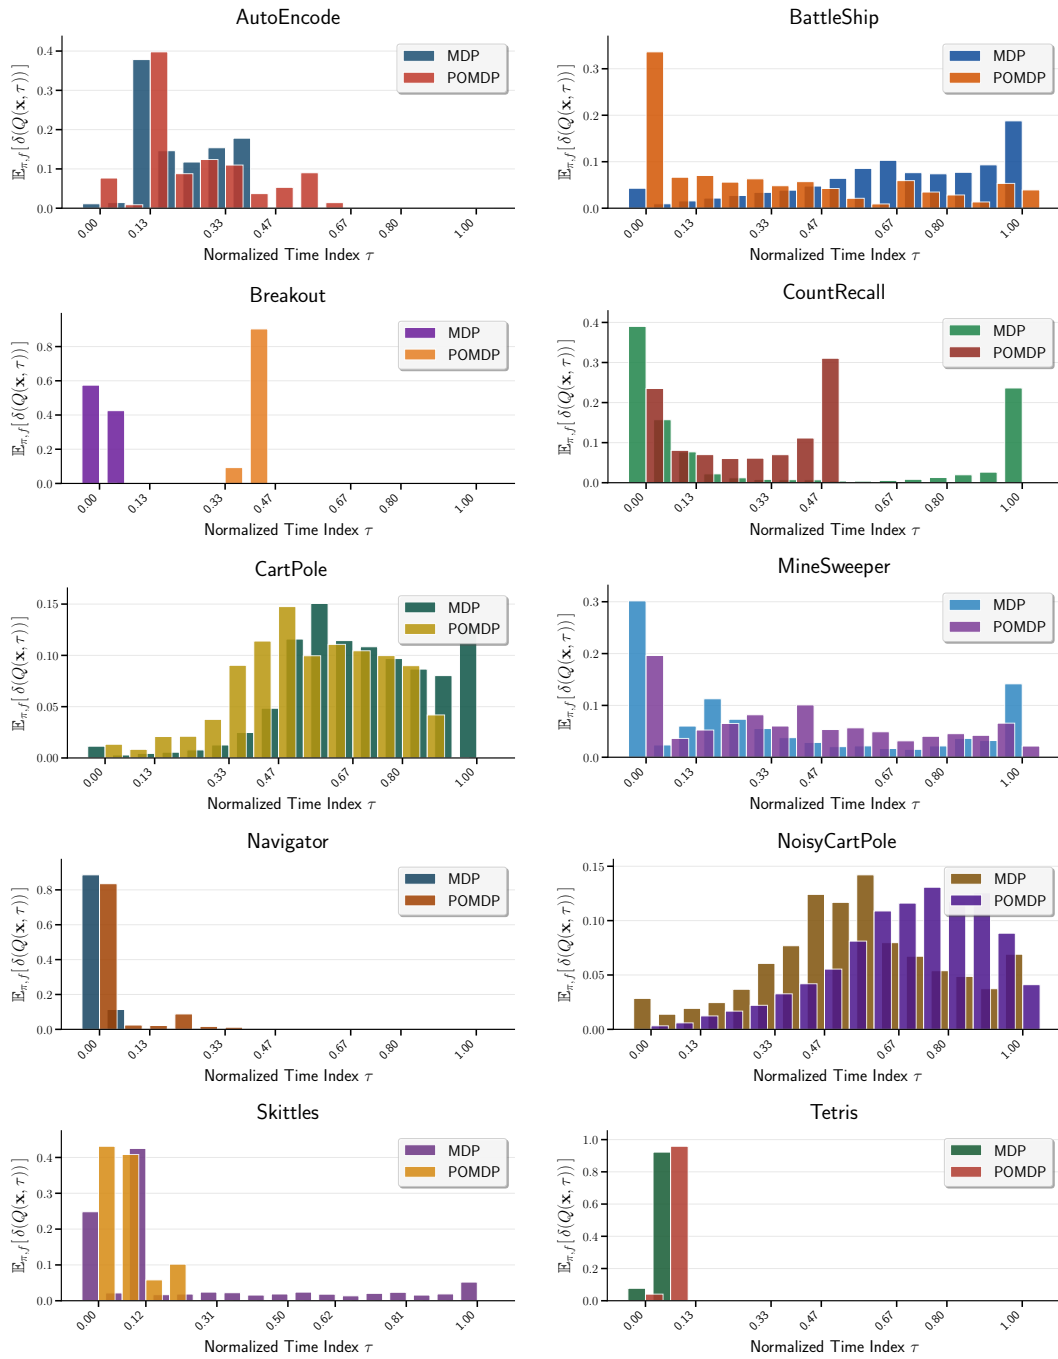 AutoEncode
0.4
0.3
0.2
0.1
0.0
𝔼π,f[δ(Q(x, τ))]
MDP
POMDP
0.00 0.13 0.33 0.47 0.67 0.80 1.00
Normalized Time Index τ
BattleShip
0.3
0.2
0.1
0.0
𝔼π,f[δ(Q(x, τ))]
MDP
POMDP
0.00 0.13 0.33 0.47 0.67 0.80 1.00
Normalized Time Index τ
Breakout
0.8
0.6
0.4
0.2
0.0
𝔼π,f[δ(Q(x, τ))]
MDP
POMDP
0.00 0.13 0.33 0.47 0.67 0.80 1.00
Normalized Time Index τ
CountRecall
0.4
0.3
0.2
0.1
0.0
𝔼π,f[δ(Q(x, τ))]
MDP
POMDP
0.00 0.13 0.33 0.47 0.67 0.80 1.00
Normalized Time Index τ
CartPole
0.15
0.10
0.05
0.00
𝔼π,f[δ(Q(x, τ))]
MDP
POMDP
0.00 0.13 0.33 0.47 0.67 0.80 1.00
Normalized Time Index τ
MineSweeper
0.3
0.2
0.1
0.0
𝔼π,f[δ(Q(x, τ))]
MDP
POMDP
0.00 0.13 0.33 0.47 0.67 0.80 1.00
Normalized Time Index τ
Navigator
0.8
0.6
0.4
0.2
0.0
𝔼π,f[δ(Q(x, τ))]
MDP
POMDP
0.00 0.13 0.33 0.47 0.67 0.80 1.00
Normalized Time Index τ
NoisyCartPole
0.15
0.10
0.05
0.00
𝔼π,f[δ(Q(x, τ))]
MDP
POMDP
0.00 0.13 0.33 0.47 0.67 0.80 1.00
Normalized Time Index τ
Skittles
0.4
0.3
0.2
0.1
0.0
𝔼π,f[δ(Q(x, τ))]
MDP
POMDP
0.00 0.12 0.31 0.50 0.62 0.81 1.00
Normalized Time Index τ
Tetris
1.0
0.8
0.6
0.4
0.2
0.0
𝔼π,f[δ(Q(x, τ))]
MDP
POMDP
0.00 0.13 0.33 0.47 0.67 0.80 1.00
Normalized Time Index τ